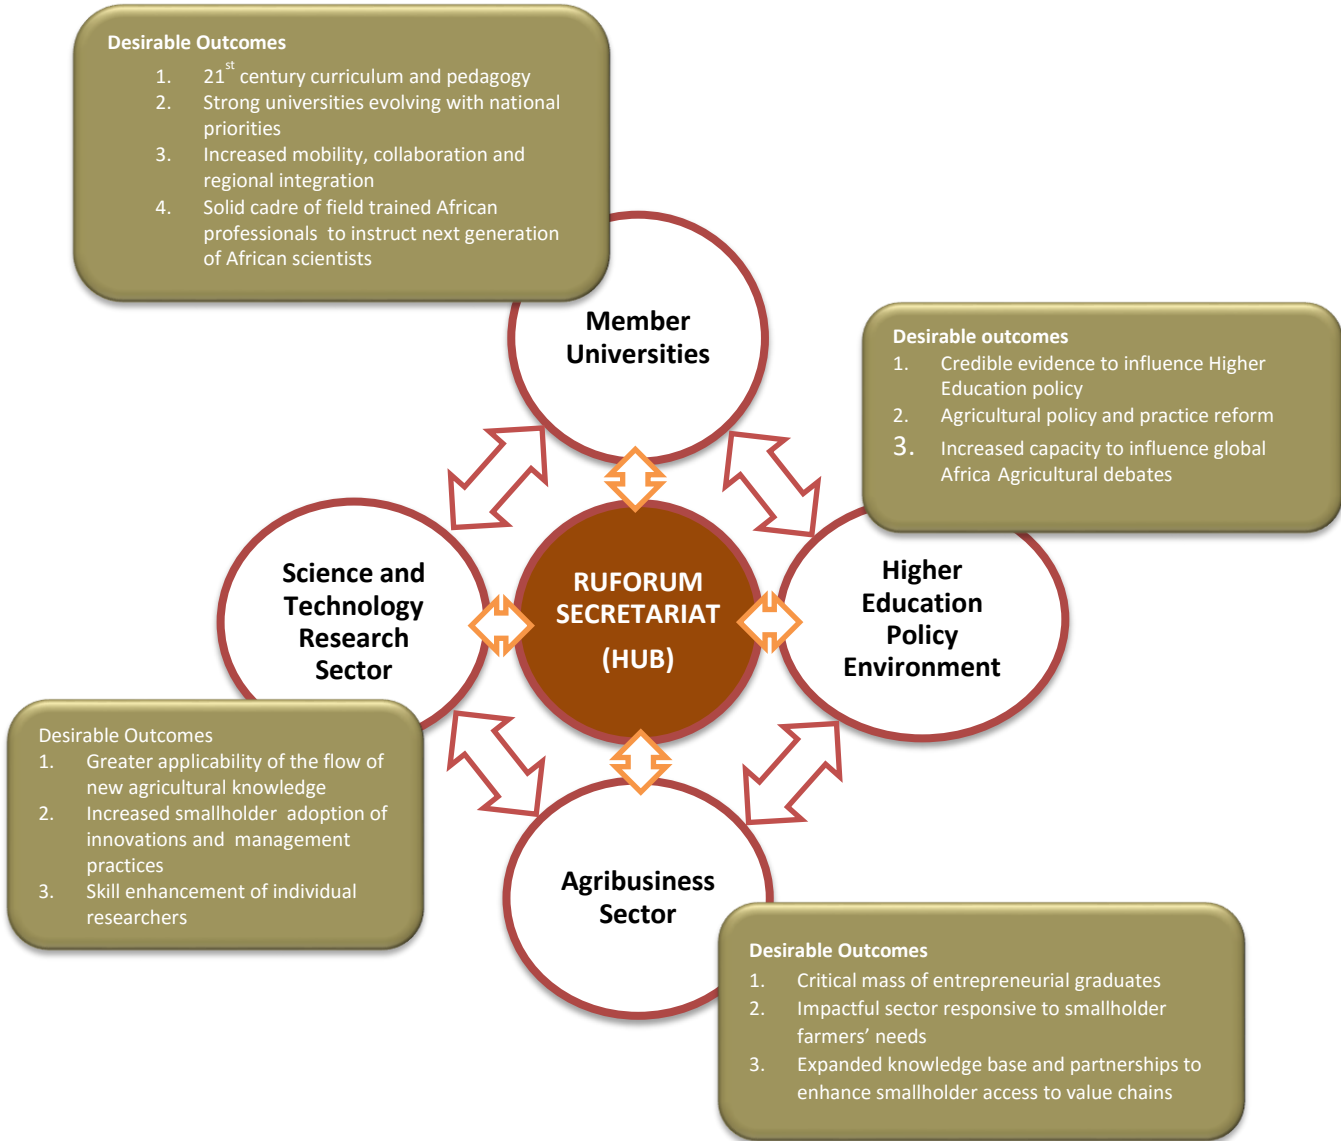 Desirable Outcomes
1. 21st century curriculum and pedagogy
2. Strong universities evolving with national
priorities
3. Increased mobility, collaboration and
regional integration
4. Solid cadre of field trained African
professionals to instruct next generation
of African scientists
Member
Universities
Desirable outcomes
1. Credible evidence to influence Higher
Education policy
2. Agricultural policy and practice reform
3. Increased capacity to influence global
Africa Agricultural debates
Science and
Technology
Research
Sector
RUFORUM
SECRETARIAT
(HUB)
Higher
Education
Policy
Environment
Desirable Outcomes
1. Greater applicability of the flow of
new agricultural knowledge
2. Increased smallholder adoption of
innovations and management
practices
3. Skill enhancement of individual
researchers
Agribusiness
Sector
Desirable Outcomes
1. Critical mass of entrepreneurial graduates
2. Impactful sector responsive to smallholder
farmers’ needs
3. Expanded knowledge base and partnerships to
enhance smallholder access to value chains